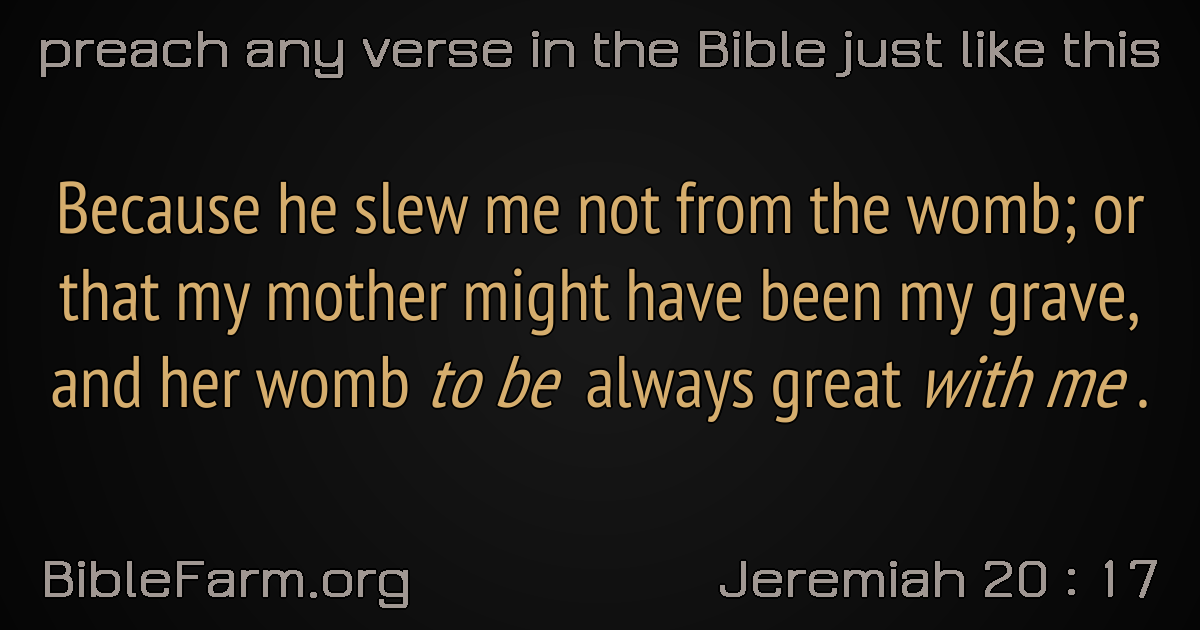 preach any verse in the Bible just like this
Because he slew me not from the womb; or
that my mother might have been my grave,
and her womb to be always great with me .
BibleFarm.org
Jeremiah 20 : 17